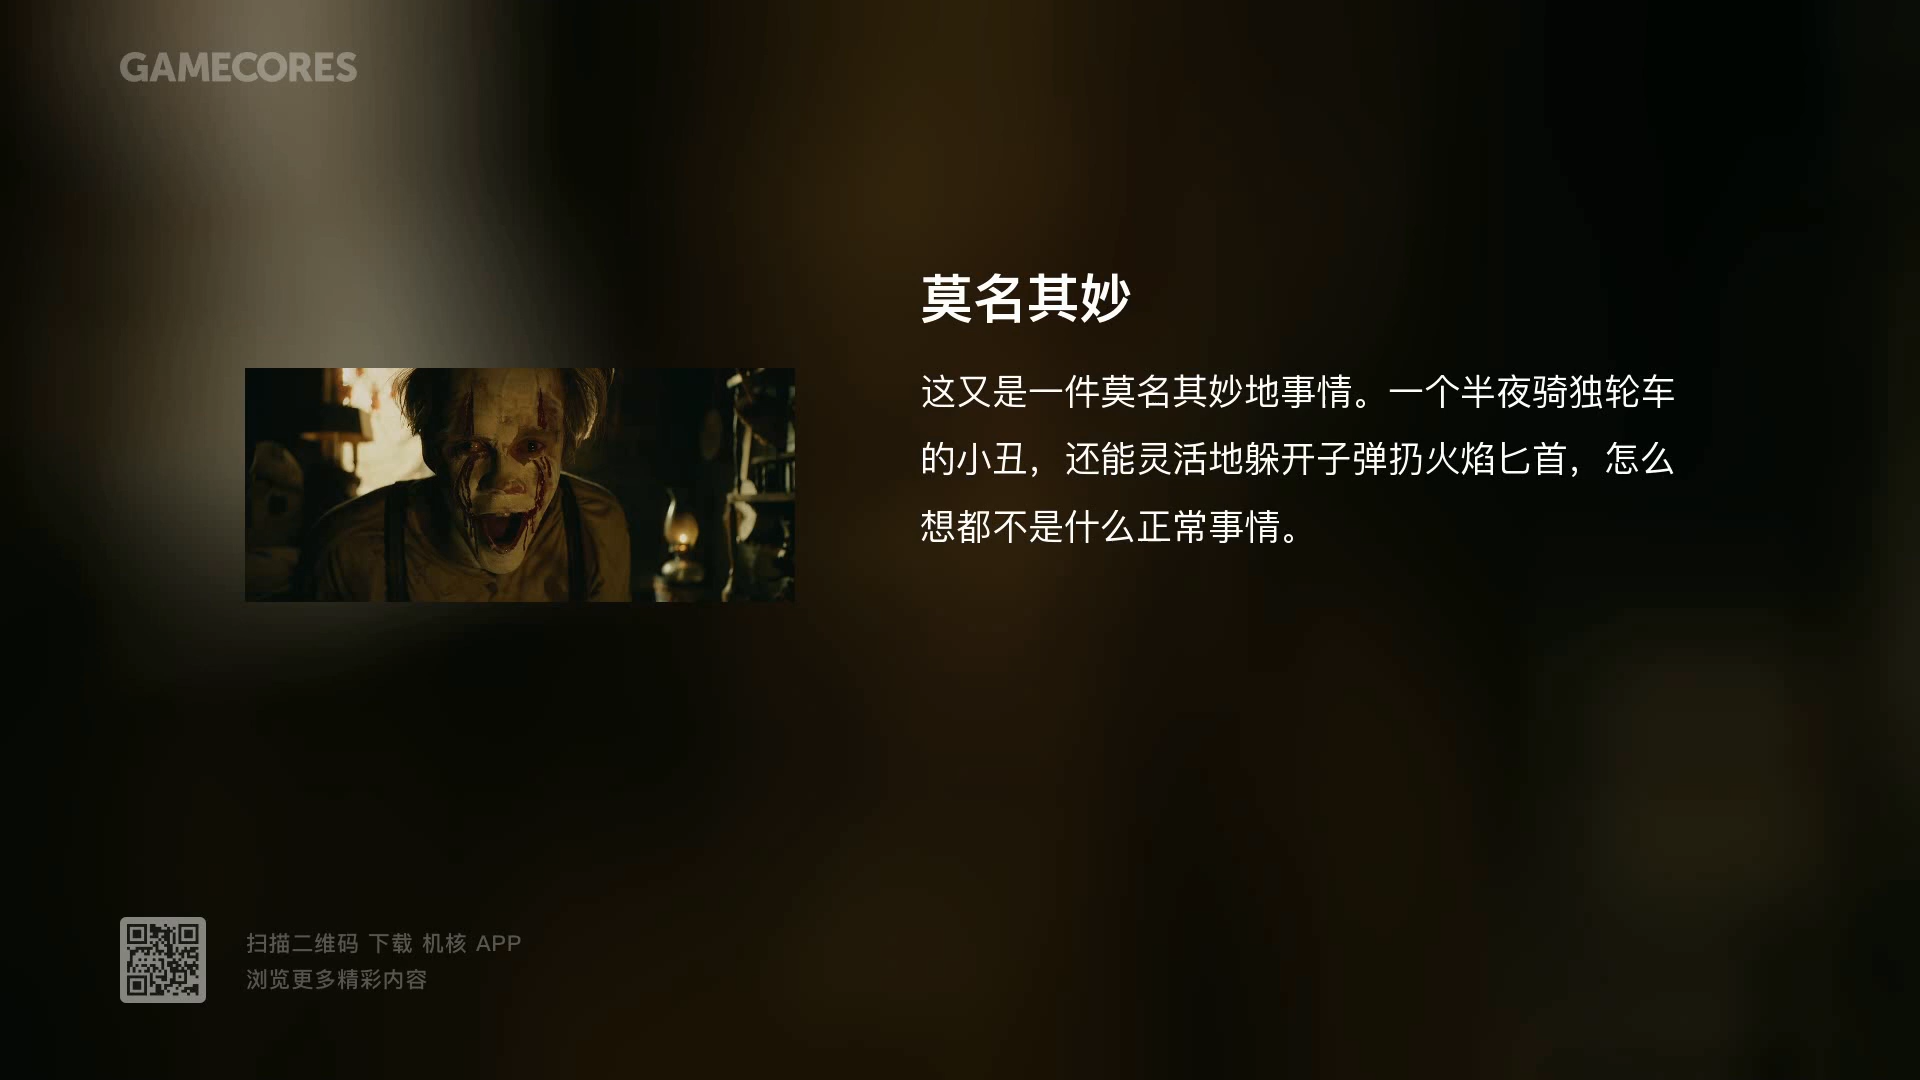 GAMECORES
莫名其妙
这又是一件莫名其妙地事情。一个半夜骑独轮车
的小丑，还能灵活地躲开子弹扔火焰匕首，怎么
想都不是什么正常事情。
扫描二维码 下载 机核 APP
浏览更多精彩内容